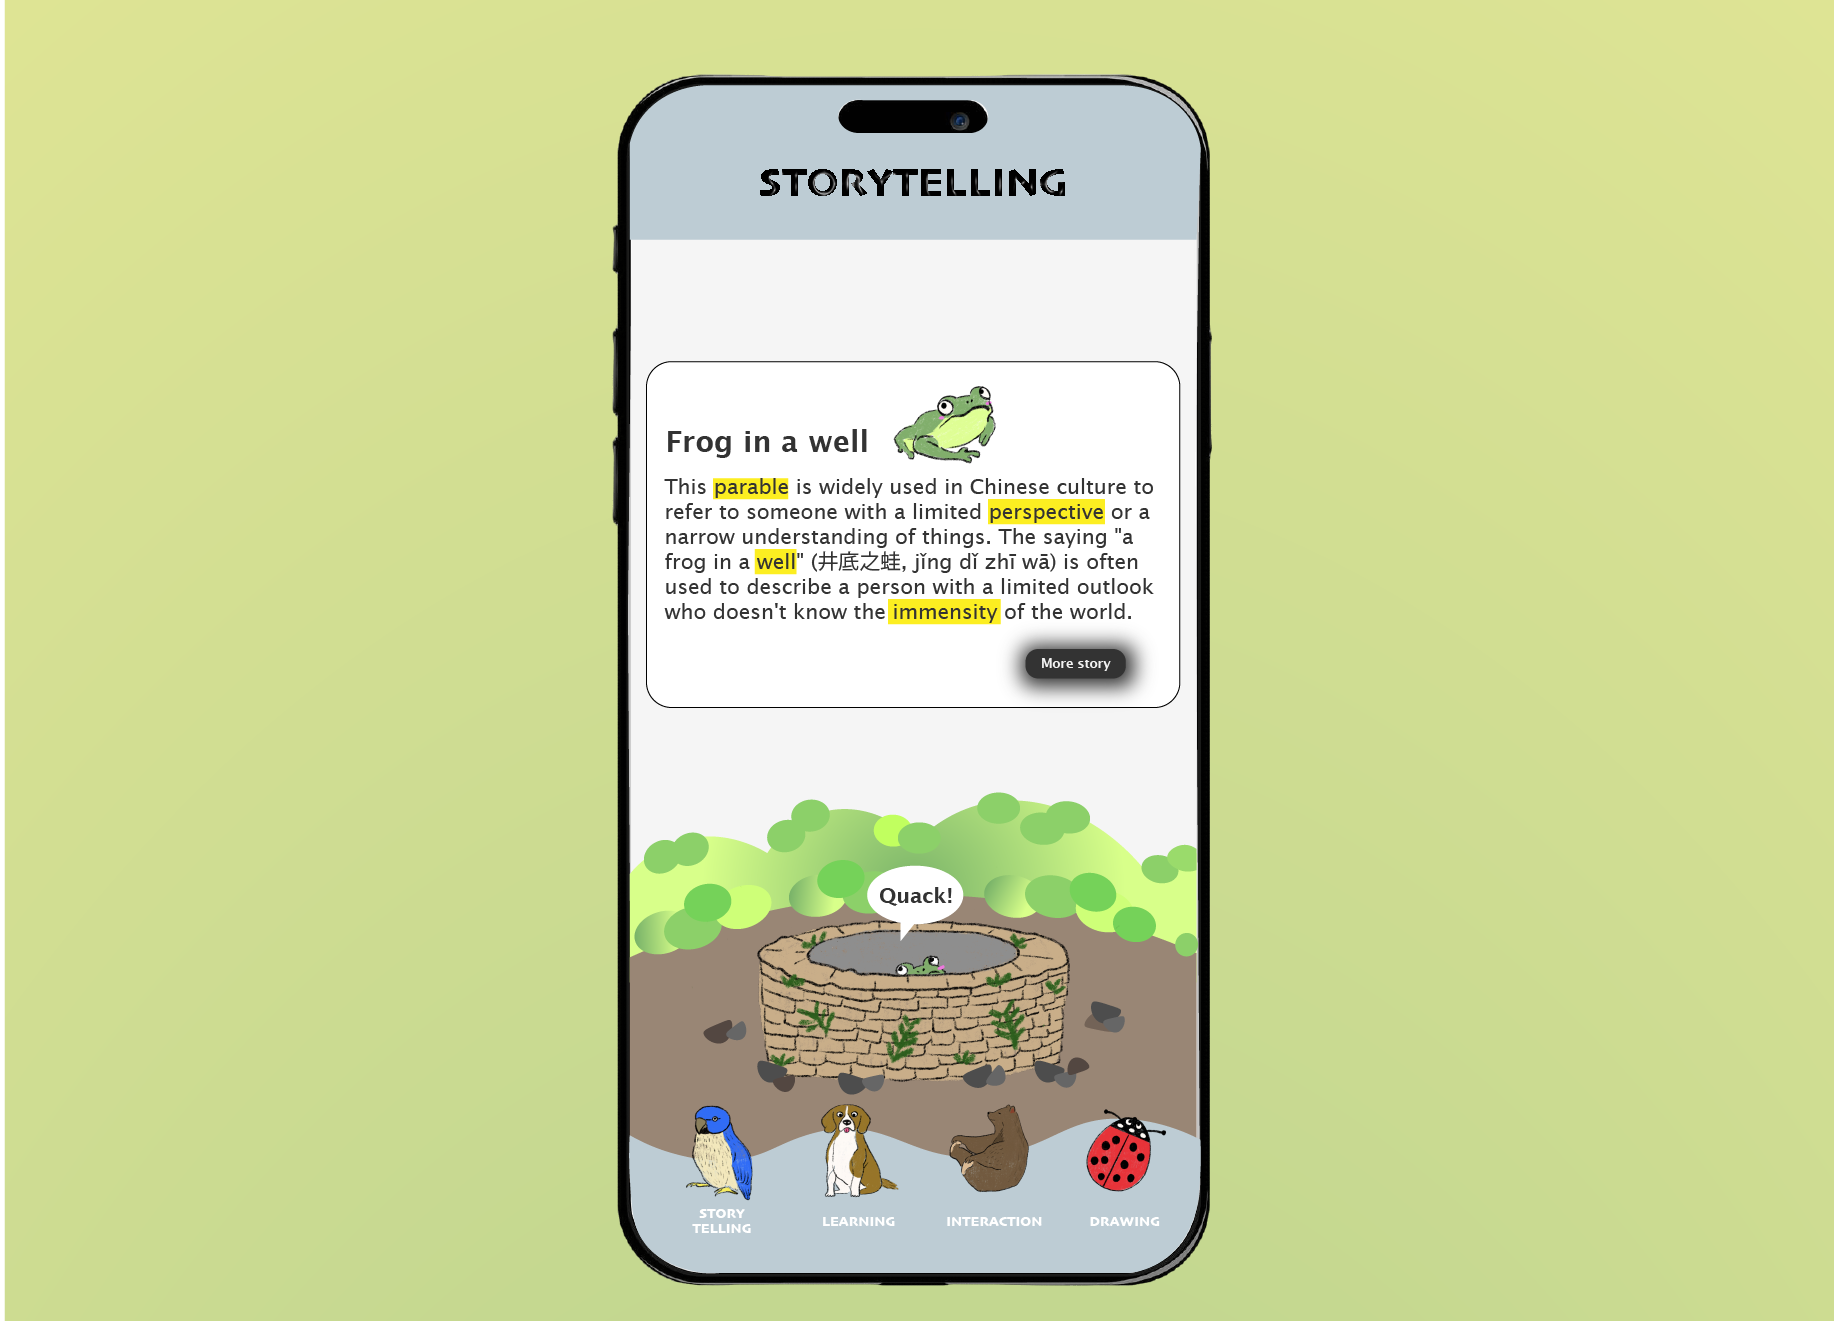 STORYTELLING
Frog in a well
This parable is widely used in Chinese culture to
refer to someone with a limited perspective or a
narrow understanding of things. The saying "a
frog in a well" (井底之蛙, jǐng dǐ zhī wā) is often
used to describe a person with a limited outlook
who doesn't know the immensity of the world.
More story
Quack!
STORY
TELLING
LEARNING
INTERACTION
DRAWING